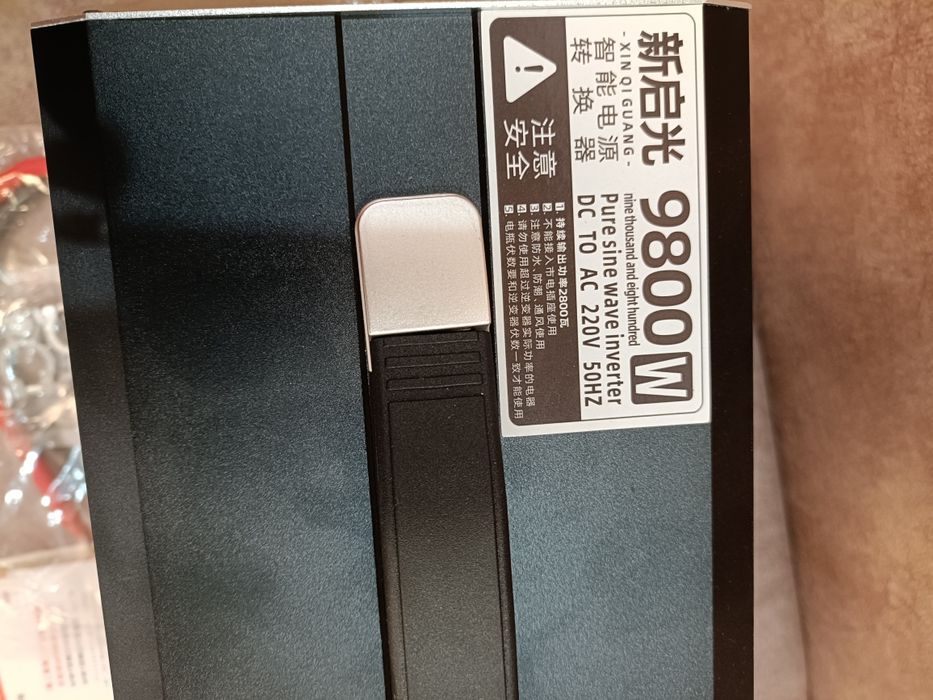 新启光
- XIN QI GUANG -
智能电源
转换器
9800W
nine thousand and eight hundred
Pure sine wave inverter
DC TO AC 220V 50HZ
注意
安全
1. 持续输出功率2800瓦
2. 不能接入市电插座使用
3. 注意防水、防潮、通风使用
4. 请勿使用超过逆变器实际功率的电器
5. 电瓶伏数要和逆变器伏数一致才能使用